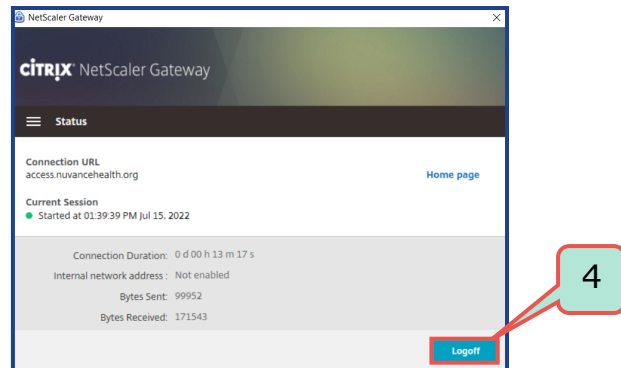 NetScaler Gateway
CİTRIX® NetScaler Gateway
Status
Connection URL
access.nuvancehealth.org
Home page
Current Session
Started at 01:39:39 PM Jul 15, 2022
Connection Duration: 0 d 00 h 13 m 17 s
Internal network address : Not enabled
Bytes Sent: 99952
Bytes Received: 171543
4
Logoff